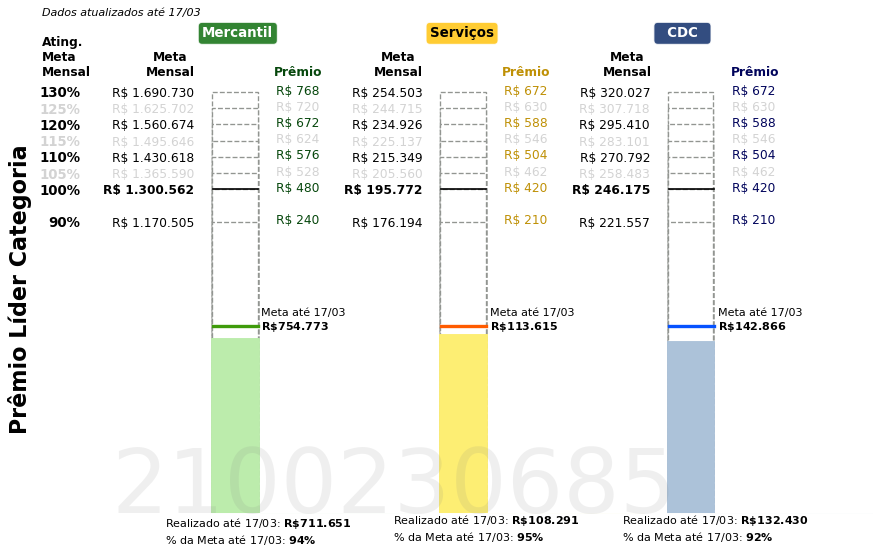 Dados atualizados até 17/03
Mercantil
Serviços
CDC
Ating.
Meta
Mensal
Meta
Mensal
Prêmio
Meta
Mensal
Prêmio
Meta
Mensal
Prêmio
130% R$ 1.690.730 R$ 768 R$ 254.503 R$ 672 R$ 320.027 R$ 672
125% R$ 1.625.702 R$ 720 R$ 244.715 R$ 630 R$ 307.718 R$ 630
120% R$ 1.560.674 R$ 672 R$ 234.926 R$ 588 R$ 295.410 R$ 588
115% R$ 1.495.646 R$ 624 R$ 225.137 R$ 546 R$ 283.101 R$ 546
110% R$ 1.430.618 R$ 576 R$ 215.349 R$ 504 R$ 270.792 R$ 504
105% R$ 1.365.590 R$ 528 R$ 205.560 R$ 462 R$ 258.483 R$ 462
100% R$ 1.300.562 R$ 480 R$ 195.772 R$ 420 R$ 246.175 R$ 420
90% R$ 1.170.505 R$ 240 R$ 176.194 R$ 210 R$ 221.557 R$ 210
Prêmio Líder Categoria
Meta até 17/03
R$754.773
Meta até 17/03
R$113.615
Meta até 17/03
R$142.866
2100230685
Realizado até 17/03: R$711.651
% da Meta até 17/03: 94%
Realizado até 17/03: R$108.291
% da Meta até 17/03: 95%
Realizado até 17/03: R$132.430
% da Meta até 17/03: 92%